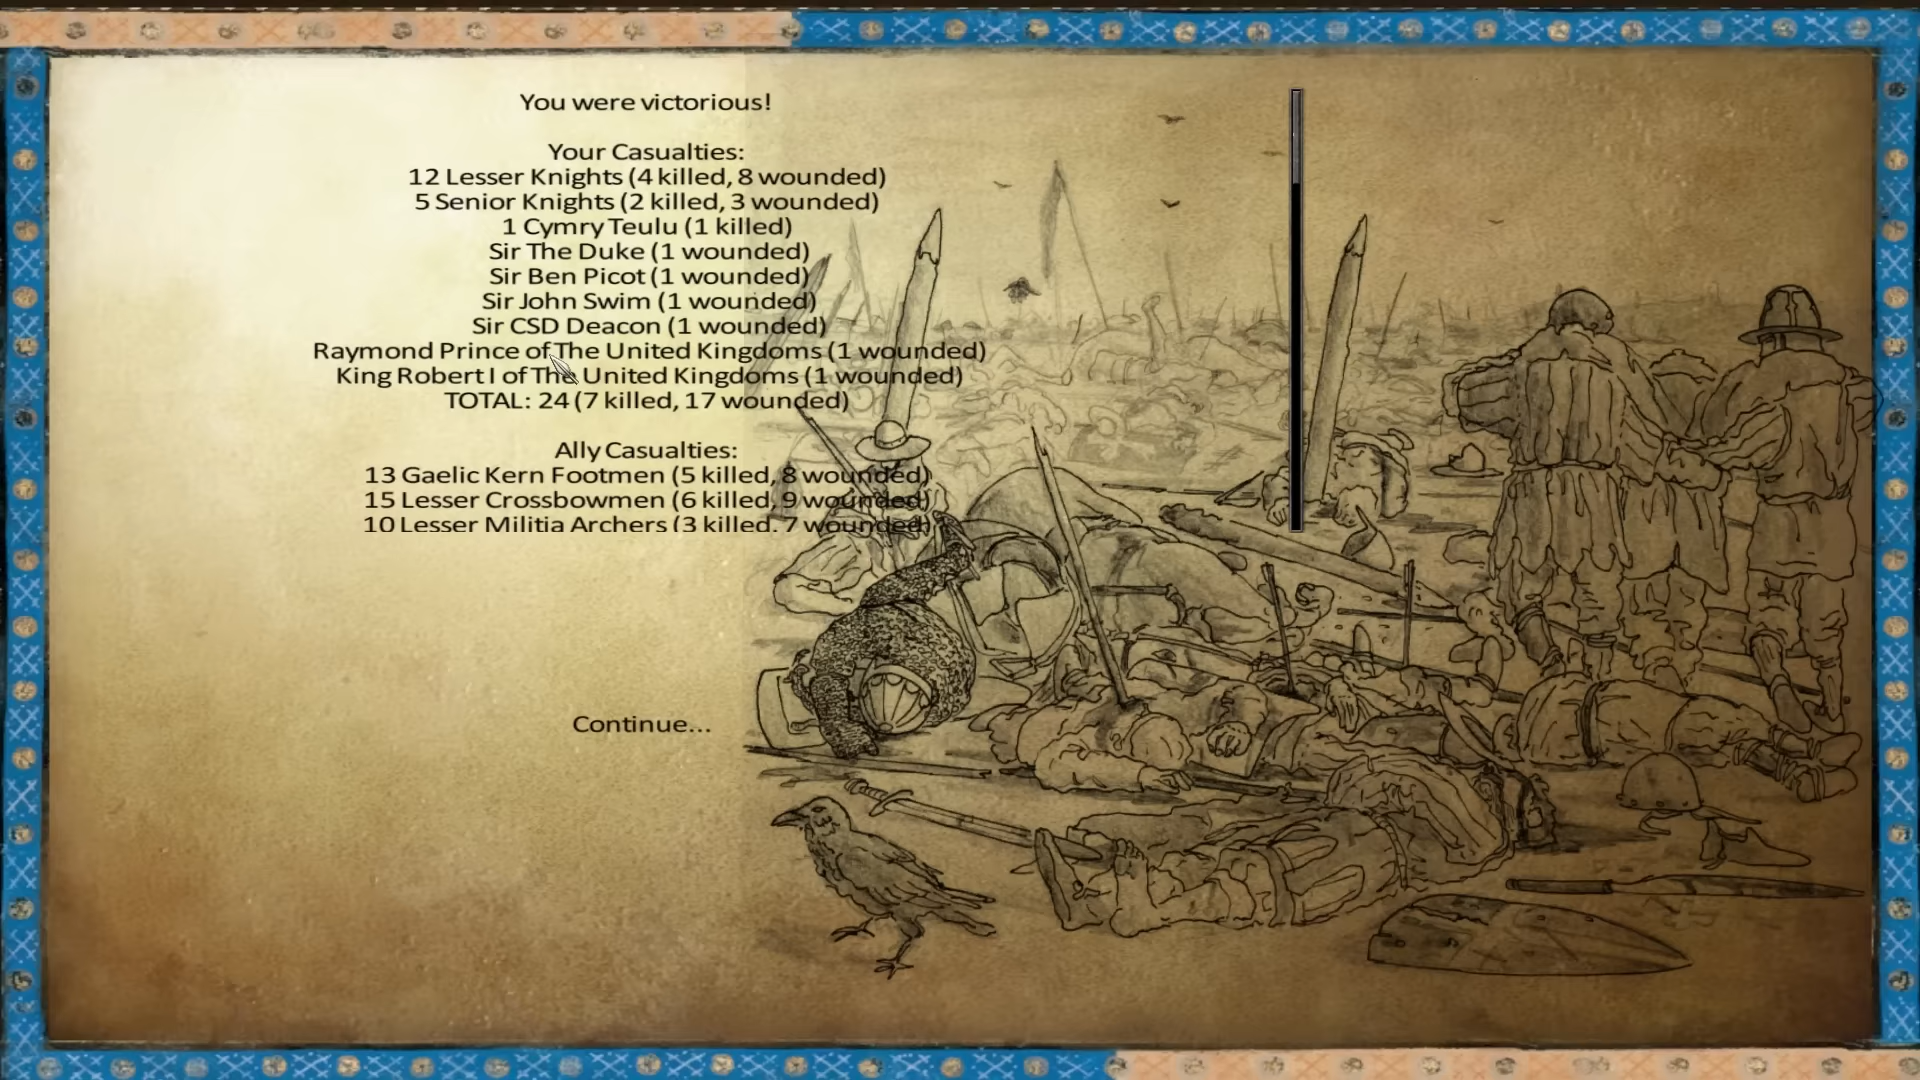 You were victorious!
Your Casualties:
12 Lesser Knights (4 killed, 8 wounded)
5 Senior Knights (2 killed, 3 wounded)
1 Cymry Teulu (1 killed)
Sir The Duke (1 wounded)
Sir Ben Picot (1 wounded)
Sir John Swim (1 wounded)
Sir CSD Deacon (1 wounded)
Raymond Prince of The United Kingdoms (1 wounded)
King Robert I of The United Kingdoms (1 wounded)
TOTAL: 24 (7 killed, 17 wounded)
Ally Casualties:
13 Gaelic Kern Footmen (5 killed, 8 wounded)
15 Lesser Crossbowmen (6 killed, 9 wounded)
10 Lesser Militia Archers (3 killed, 7 wounded)
Continue...